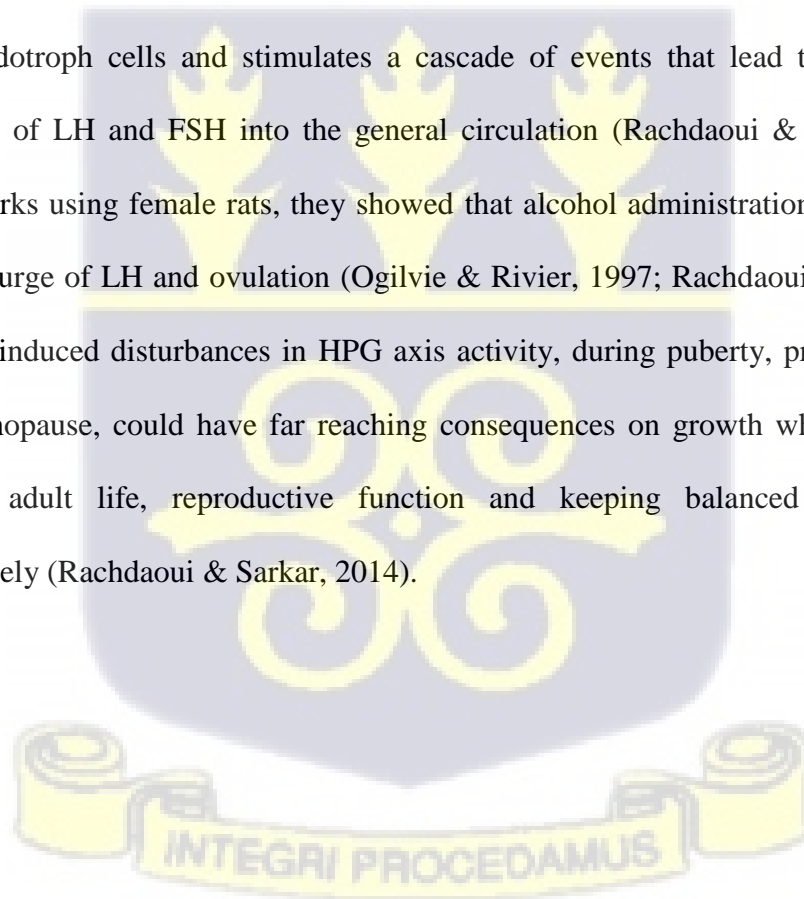 dotroph cells and stimulates a cascade of events that lead t
of LH and FSH into the general circulation (Rachdaoui &
rks using female rats, they showed that alcohol administration
urge of LH and ovulation (Ogilvie & Rivier, 1997; Rachdaoui
induced disturbances in HPG axis activity, during puberty, pr
nopause, could have far reaching consequences on growth wh
adult life, reproductive function and keeping balanced
ely (Rachdaoui & Sarkar, 2014).
INTEGRI PROCEDAMUS